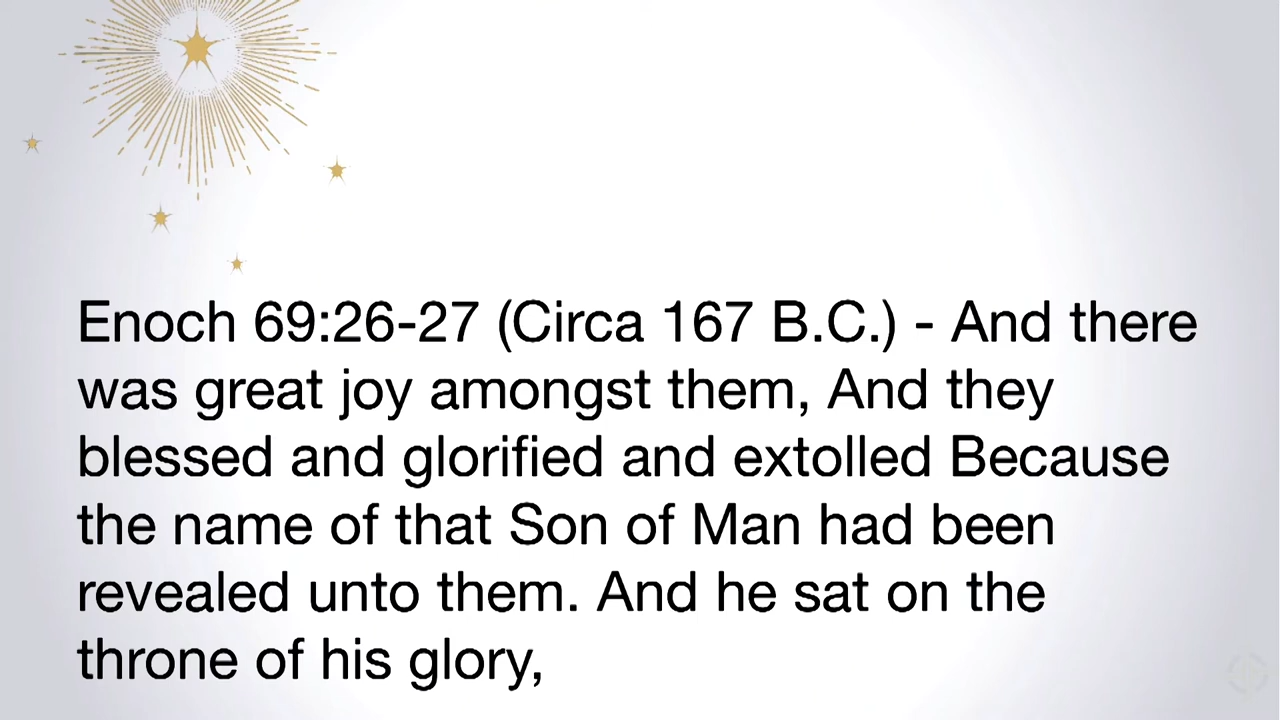 Enoch 69:26-27 (Circa 167 B.C.) - And there
was great joy amongst them, And they
blessed and glorified and extolled Because
the name of that Son of Man had been
revealed unto them. And he sat on the
throne of his glory,